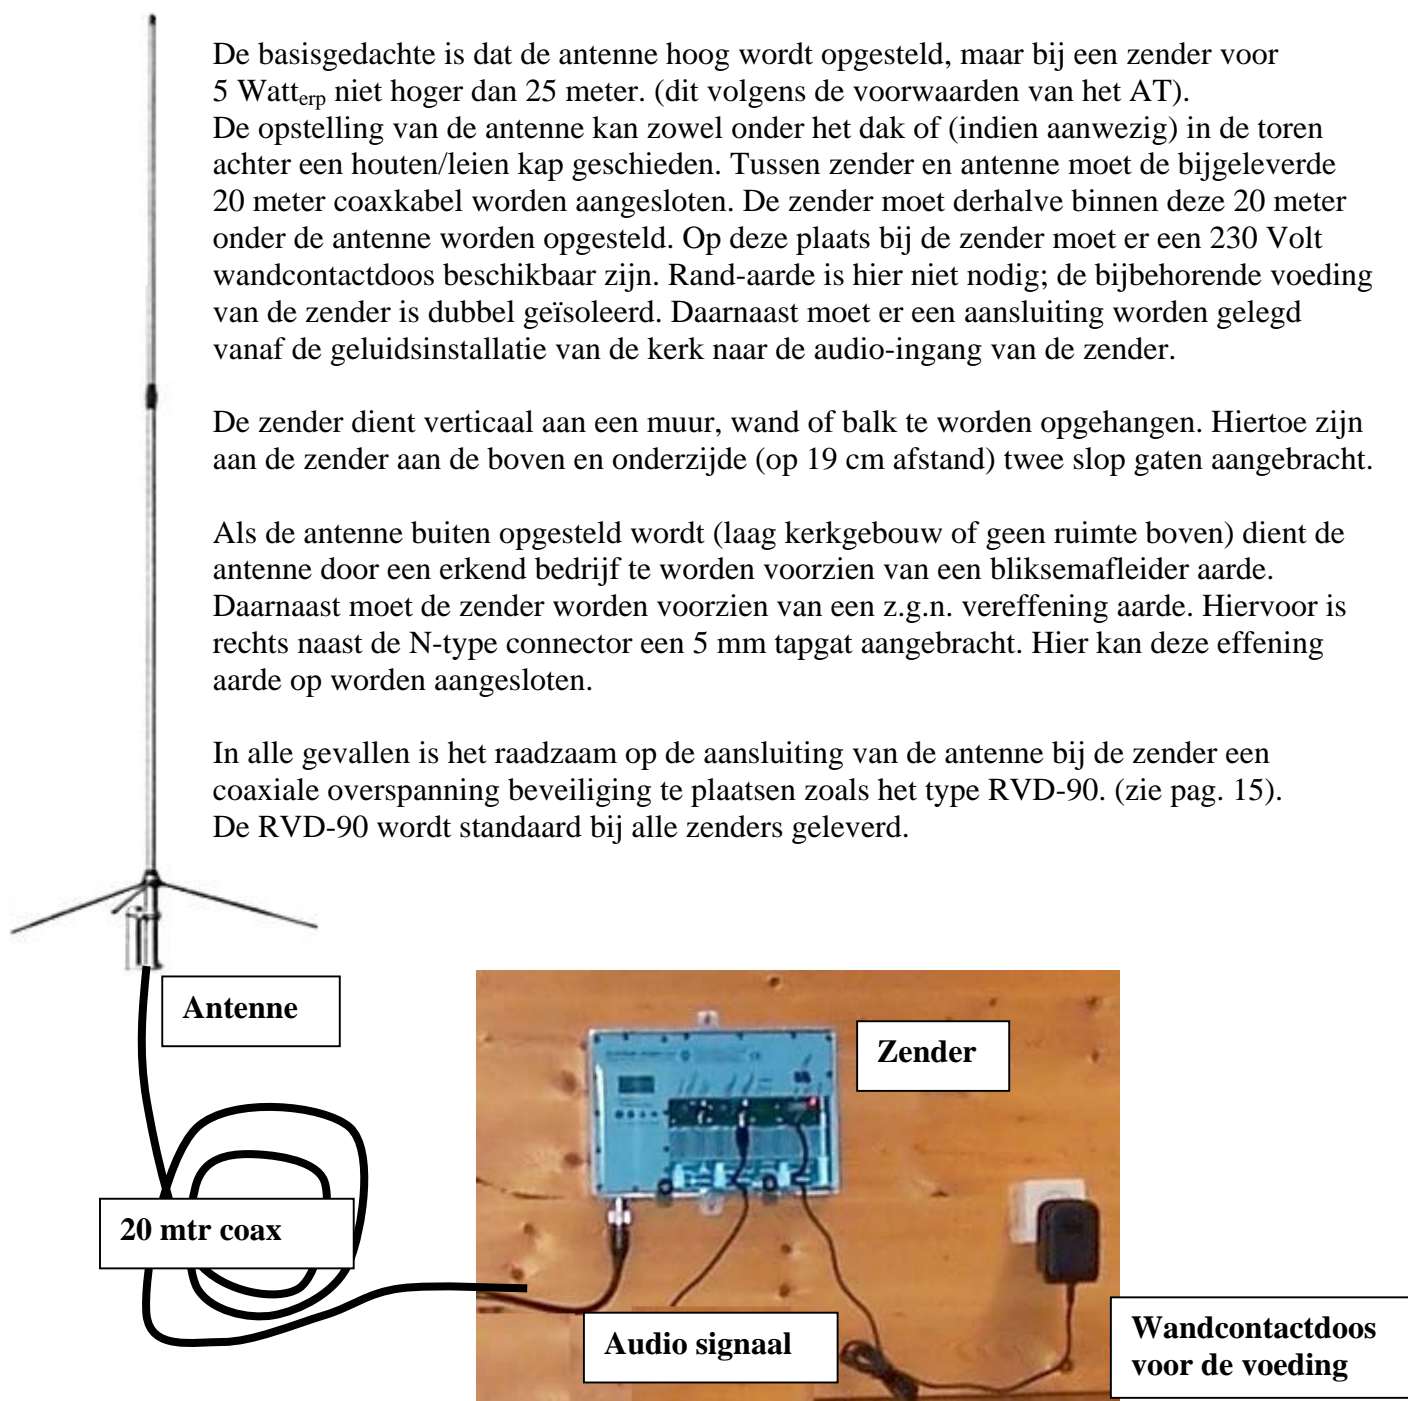 De basisgedachte is dat de antenne hoog wordt opgesteld, maar bij een zender voor
5 Watterp niet hoger dan 25 meter. (dit volgens de voorwaarden van het AT).
De opstelling van de antenne kan zowel onder het dak of (indien aanwezig) in de toren
achter een houten/leien kap geschieden. Tussen zender en antenne moet de bijgeleverde
20 meter coaxkabel worden aangesloten. De zender moet derhalve binnen deze 20 meter
onder de antenne worden opgesteld. Op deze plaats bij de zender moet er een 230 Volt
wandcontactdoos beschikbaar zijn. Rand-aarde is hier niet nodig; de bijbehorende voeding
van de zender is dubbel geïsoleerd. Daarnaast moet er een aansluiting worden gelegd
vanaf de geluidsinstallatie van de kerk naar de audio-ingang van de zender.
De zender dient verticaal aan een muur, wand of balk te worden opgehangen. Hiertoe zijn
aan de zender aan de boven en onderzijde (op 19 cm afstand) twee slop gaten aangebracht.
Als de antenne buiten opgesteld wordt (laag kerkgebouw of geen ruimte boven) dient de
antenne door een erkend bedrijf te worden voorzien van een bliksemafleider aarde.
Daarnaast moet de zender worden voorzien van een z.g.n. vereffening aarde. Hiervoor is
rechts naast de N-type connector een 5 mm tapgat aangebracht. Hier kan deze effening
aarde op worden aangesloten.
In alle gevallen is het raadzaam op de aansluiting van de antenne bij de zender een
coaxiale overspanning beveiliging te plaatsen zoals het type RVD-90. (zie pag. 15).
De RVD-90 wordt standaard bij alle zenders geleverd.
Antenne
Zender
20 mtr coax
Audio signaal
Wandcontactdoos
voor de voeding